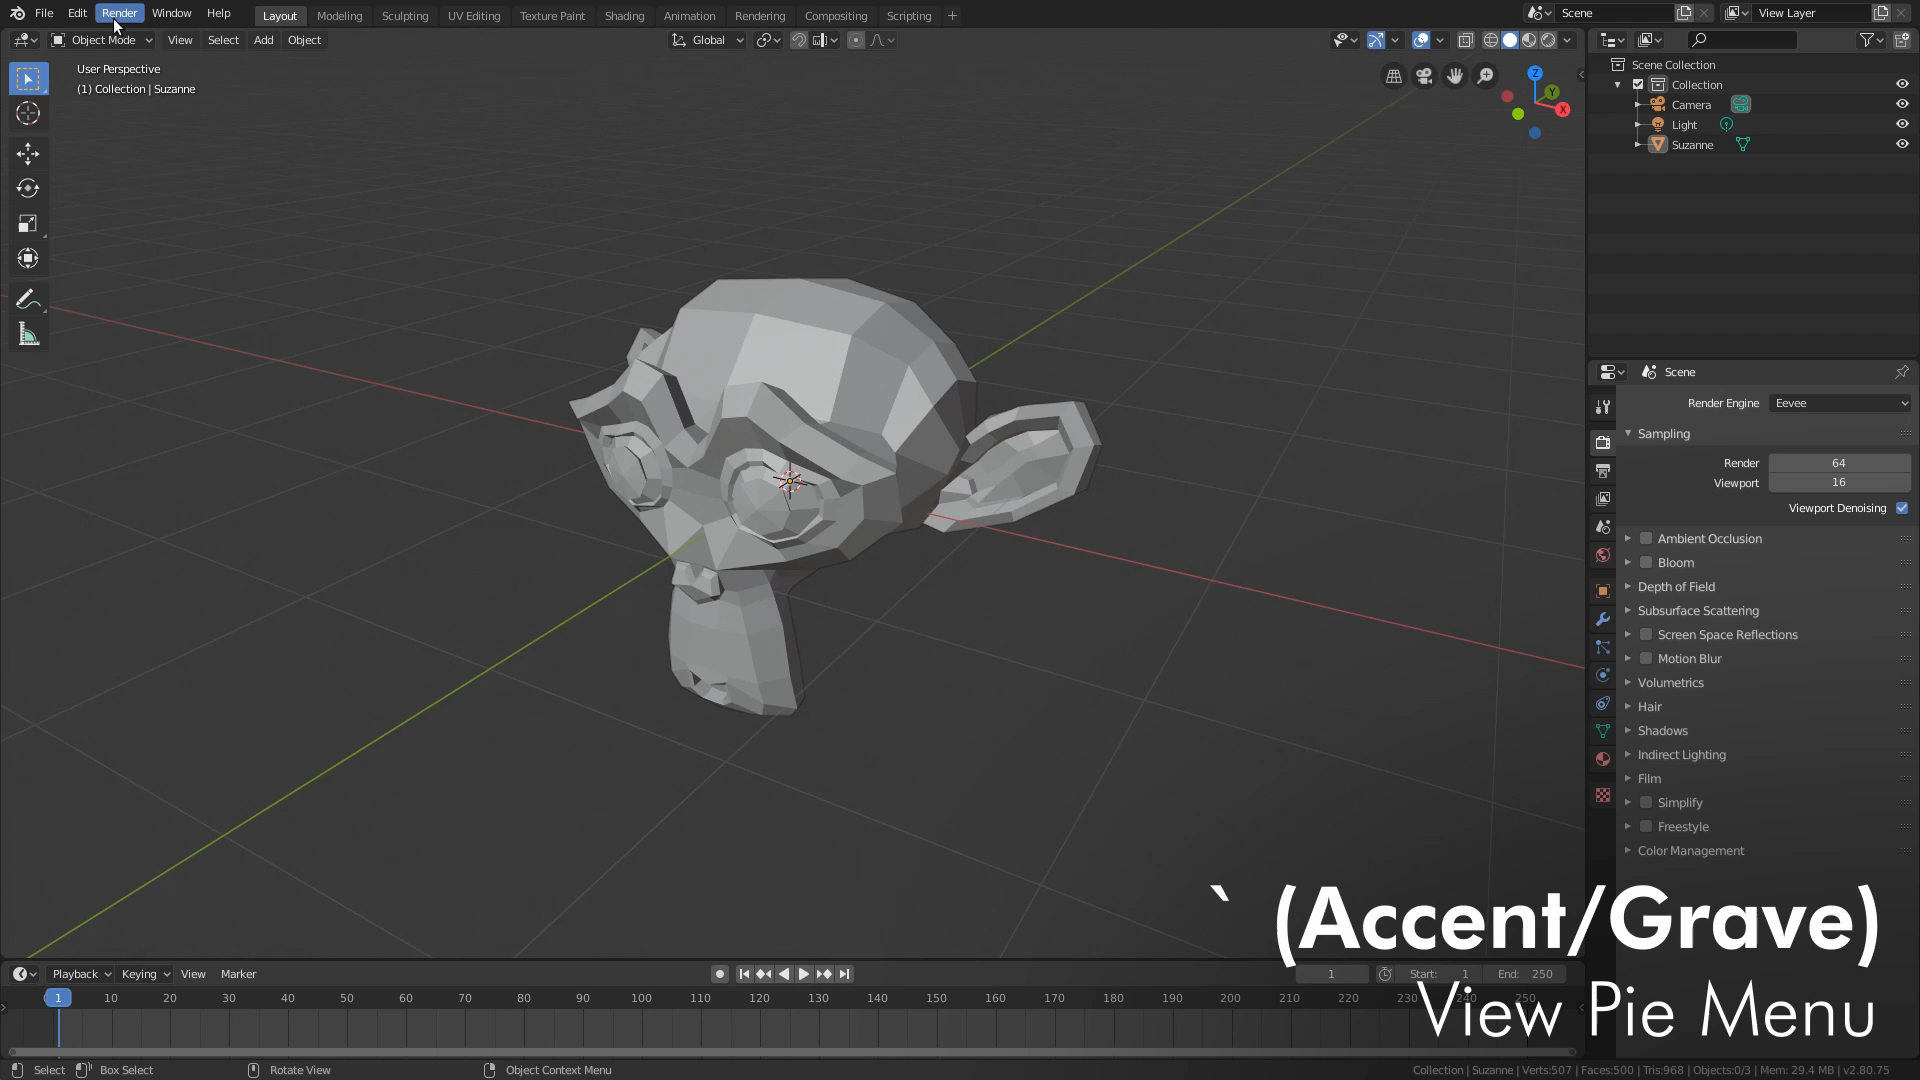 File Edit Render Window Help Layout Modeling Sculpting UV Editing Texture Paint Shading Animation Rendering Compositing Scripting + Scene View Layer
Object Mode View Select Add Object Global
User Perspective
(1) Collection | Suzanne
Z
Y
X
Scene Collection
Collection
Camera
Light
Suzanne
Scene
Render Engine Eevee
Sampling
Render 64
Viewport 16
Viewport Denoising
Ambient Occlusion
Bloom
Depth of Field
Subsurface Scattering
Screen Space Reflections
Motion Blur
Volumetrics
Hair
Shadows
Indirect Lighting
Film
Simplify
Freestyle
Color Management
` (Accent/Grave)
View Pie Menu
Playback Keying View Marker 1 Start: 1 End: 250
1 10 20 30 40 50 60 70 80 90 100 110 120 130 140 150 160 170 180 190 200 210 220 230 240 250
Select Box Select Rotate View Object Context Menu Collection | Suzanne | Verts:507 | Faces:500 | Tris:968 | Objects:0/3 | Mem: 29.4 MB | v2.80.75